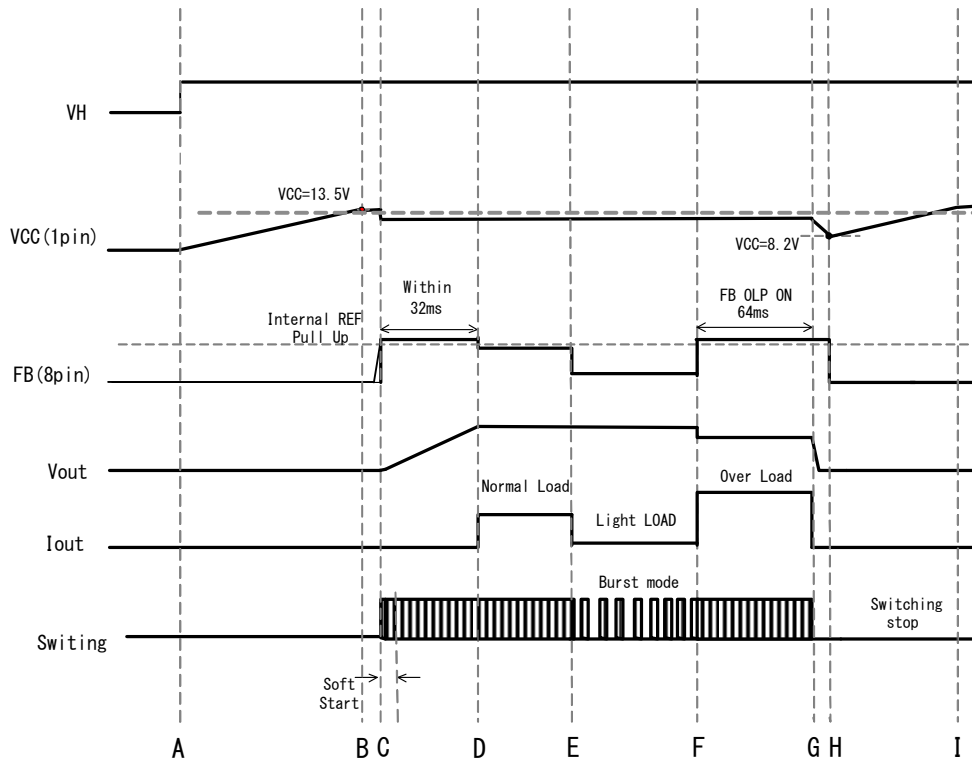 VH
VCC=13.5V
VCC(1pin)
VCC=8.2V
Within
32ms
FB OLP ON
64ms
Internal REF
Pull Up
FB(8pin)
Vout
Normal Load
Over Load
Light LOAD
Iout
Burst mode
Switing
Switching
stop
Soft
Start
A B C D E F G H I